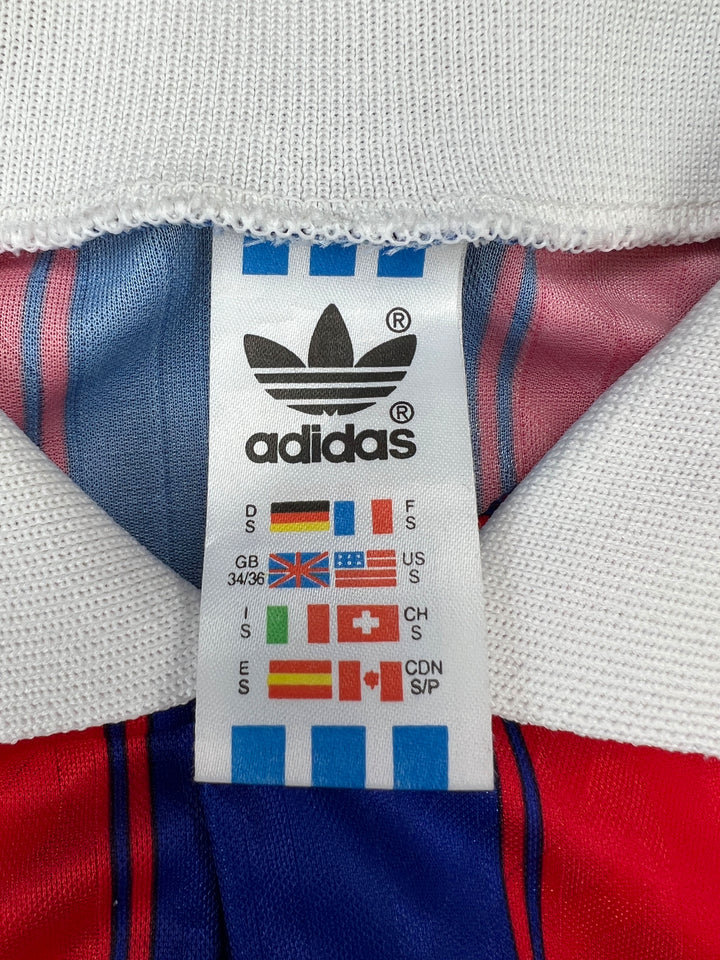 ®
®
adidas
D S F S
GB 34/36 US S
I S CH S
E S CDN S/P